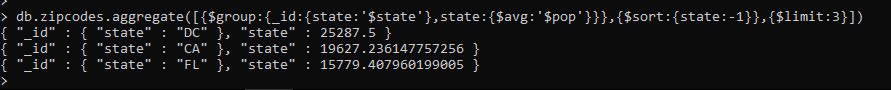 > db.zipcodes.aggregate([{$group:{_id:{state:'$state'},state:{$avg:'$pop'}}},{$sort:{state:-1}},{$limit:3}])
{ "_id" : { "state" : "DC" }, "state" : 25287.5 }
{ "_id" : { "state" : "CA" }, "state" : 19627.236147757256 }
{ "_id" : { "state" : "FL" }, "state" : 15779.407960199005 }
>